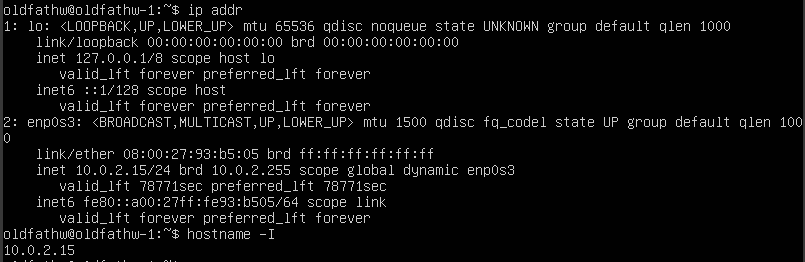 oldfathw@oldfathw-1:~$ ip addr
1: lo: <LOOPBACK,UP,LOWER_UP> mtu 65536 qdisc noqueue state UNKNOWN group default qlen 1000
    link/loopback 00:00:00:00:00:00 brd 00:00:00:00:00:00
    inet 127.0.0.1/8 scope host lo
       valid_lft forever preferred_lft forever
    inet6 ::1/128 scope host
       valid_lft forever preferred_lft forever
2: enp0s3: <BROADCAST,MULTICAST,UP,LOWER_UP> mtu 1500 qdisc fq_codel state UP group default qlen 100
0
    link/ether 08:00:27:93:b5:05 brd ff:ff:ff:ff:ff:ff
    inet 10.0.2.15/24 brd 10.0.2.255 scope global dynamic enp0s3
       valid_lft 78771sec preferred_lft 78771sec
    inet6 fe80::a00:27ff:fe93:b505/64 scope link
       valid_lft forever preferred_lft forever
oldfathw@oldfathw-1:~$ hostname -I
10.0.2.15